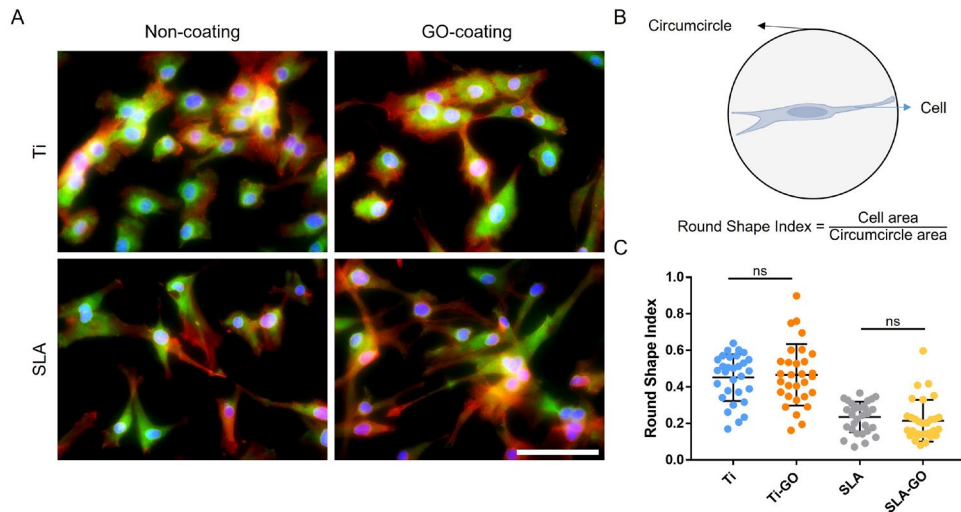 A
Non-coating
GO-coating
Ti
SLA
B
Circumcircle
Cell
Round Shape Index = Cell area
Circumcircle area
C
Round Shape Index
1.0
0.8
0.6
0.4
0.2
0.0
ns
ns
Ti
Ti-GO
SLA
SLA-GO